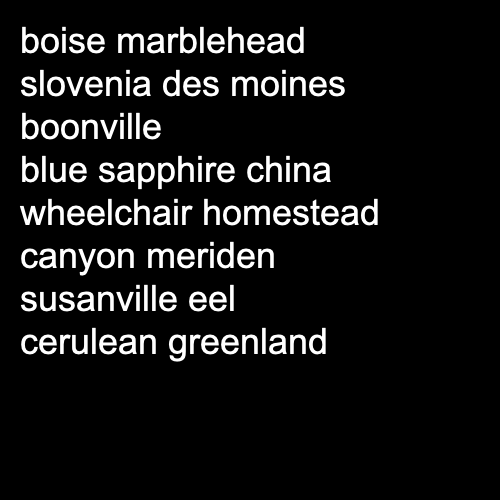 boise marblehead
slovenia des moines
boonville
blue sapphire china
wheelchair homestead
canyon meriden
susanville eel
cerulean greenland